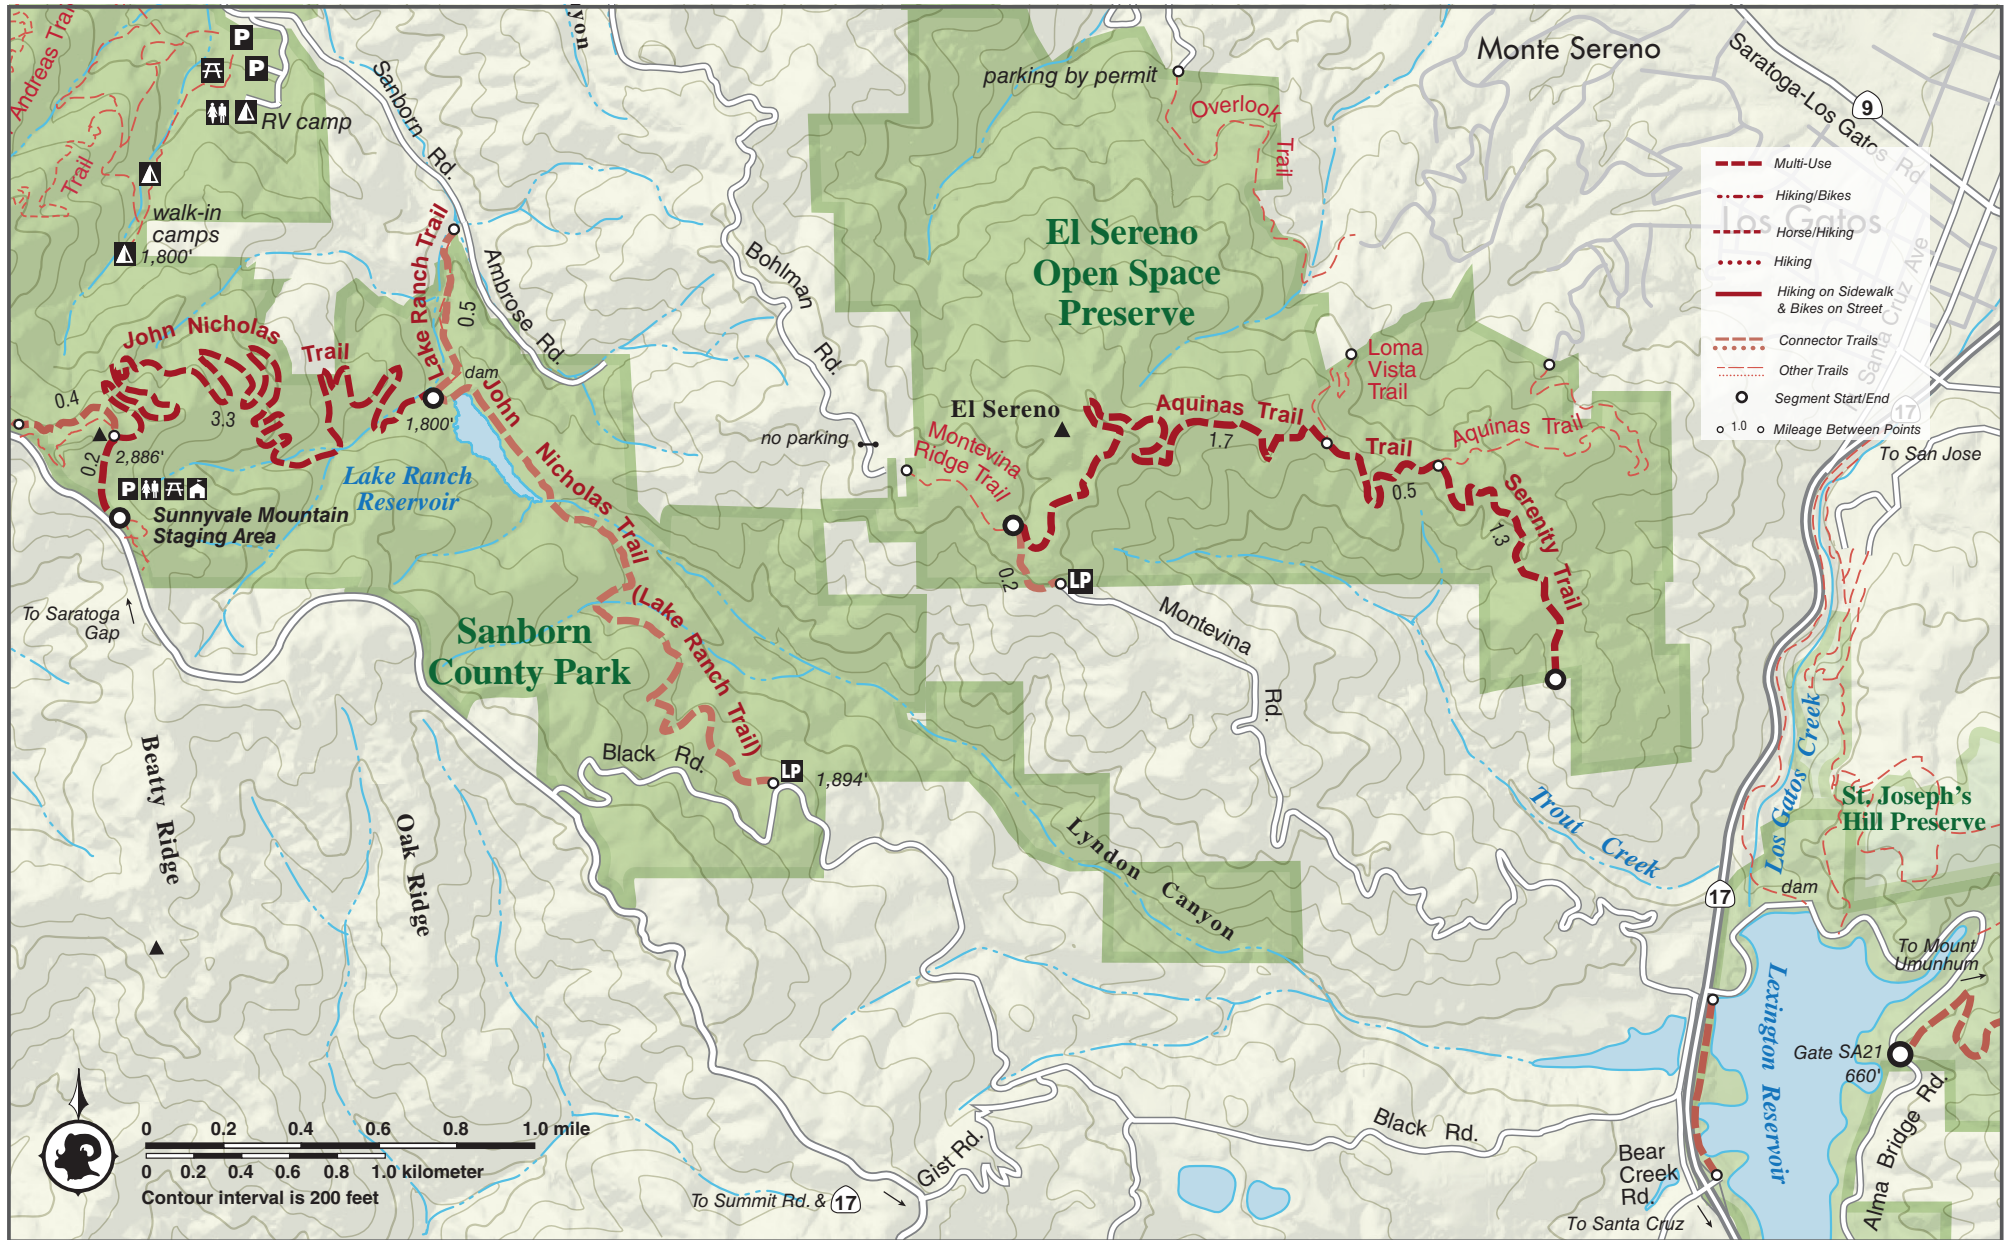 Andreas Trai
Trail
P
P
RV camp
walk-in
camps
1,800'
Sanborn Rd.
yon
Lake Ranch Trail
0.5
Ambrose Rd.
Bohlman Rd.
parking by permit
Overlook Trail
Monte Sereno
Saratoga-Los Gatos Rd
9
Los Gatos
Santa Cruz Ave
17
To San Jose
Multi-Use
Hiking/Bikes
Horse/Hiking
Hiking
Hiking on Sidewalk
& Bikes on Street
Connector Trails
Other Trails
Segment Start/End
1.0 Mileage Between Points
El Sereno
Open Space
Preserve
John Nicholas Trail
3.3
0.4
0.2
2,886'
P
Sunnyvale Mountain
Staging Area
dam
1,800'
Lake Ranch
Reservoir
John Nicholas Trail
(Lake Ranch Trail)
no parking
Montevina
Ridge Trail
El Sereno
Aquinas Trail
1.7
Loma
Vista
Trail
Trail
0.5
Aquinas Trail
Serenity Trail
1.3
0.2
LP
Montevina Rd.
To Saratoga
Gap
Sanborn
County Park
Black Rd.
LP
1,894'
Beatty Ridge
Oak Ridge
Lyndon Canyon
Trout Creek
Los Gatos Creek
St. Joseph's
Hill Preserve
dam
17
To Mount
Umunhum
Lexington Reservoir
Gate SA21
660'
Alma Bridge Rd.
Black Rd.
Bear
Creek
Rd.
To Santa Cruz
Gist Rd.
To Summit Rd. & 17
0 0.2 0.4 0.6 0.8 1.0 mile
0 0.2 0.4 0.6 0.8 1.0 kilometer
Contour interval is 200 feet